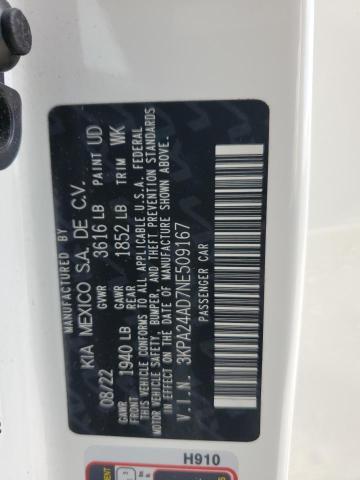 MANUFACTURED BY
KIA MEXICO S.A. DE C.V.
08/22 GVWR 3616 LB PAINT UD
GAWR FRONT 1940 LB GAWR REAR 1852 LB TRIM WK
THIS VEHICLE CONFORMS TO ALL APPLICABLE U.S.A. FEDERAL
MOTOR VEHICLE SAFETY, BUMPER, AND THEFT PREVENTION STANDARDS
IN EFFECT ON THE DATE OF MANUFACTURE SHOWN ABOVE.
V.I.N. 3KPA24AD7NE509167
PASSENGER CAR
H910